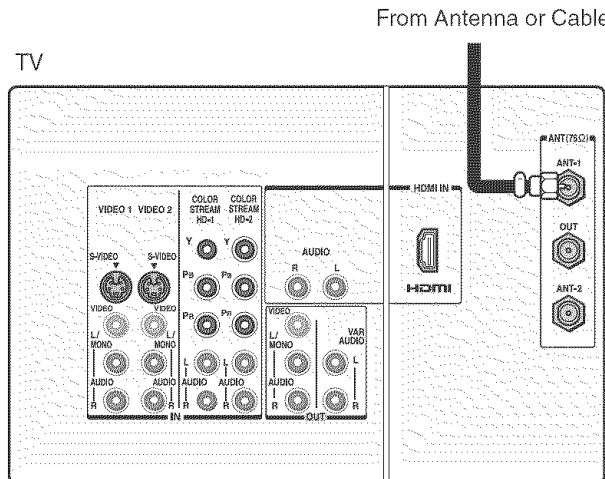 From Antenna or Cable
TV
ANT(75Ω)
ANT-1
OUT
ANT-2
HDMI IN
HDMI
AUDIO
R L
VIDEO 1 VIDEO 2
S-VIDEO S-VIDEO
VIDEO VIDEO
L/ MONO L/ MONO
AUDIO AUDIO
R R
COLOR STREAM HD-1
COLOR STREAM HD-2
Y Y
PB PB
PR PR
L L
AUDIO AUDIO
R R
IN
VIDEO
L/ MONO
AUDIO
R
VAR AUDIO
L
R
OUT